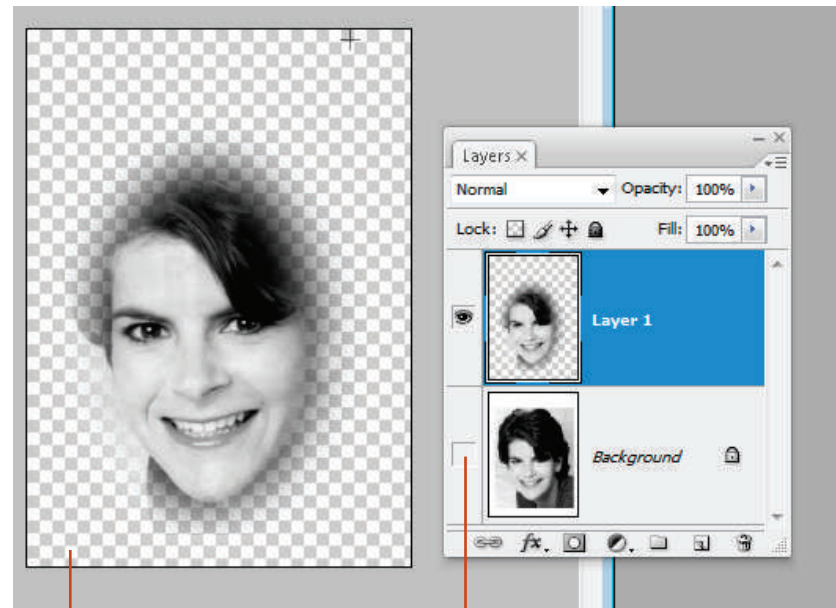 Layers
Normal Opacity: 100%
Lock: Fill: 100%
Layer 1
Background
fx.